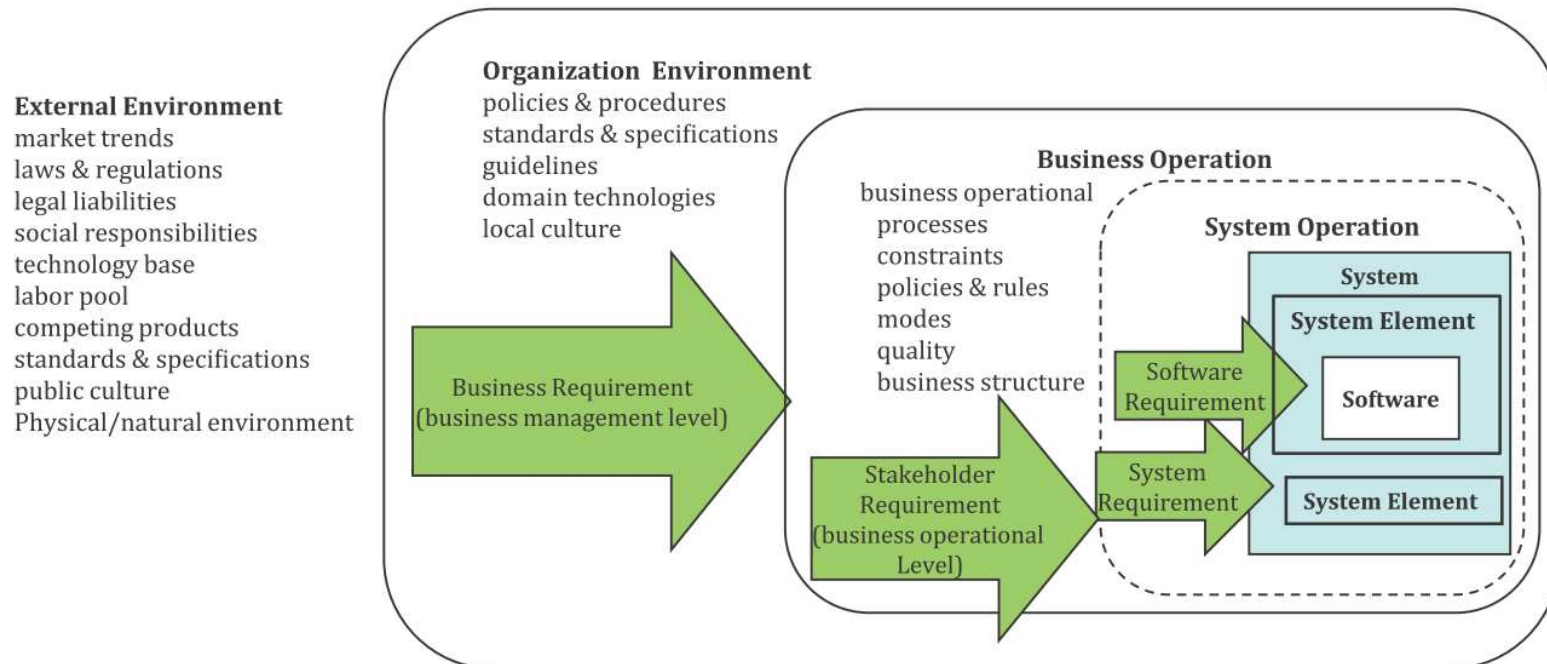 External Environment
market trends
laws & regulations
legal liabilities
social responsibilities
technology base
labor pool
competing products
standards & specifications
public culture
Physical/natural environment
Organization Environment
policies & procedures
standards & specifications
guidelines
domain technologies
local culture
Business Requirement
(business management level)
Business Operation
business operational
processes
constraints
policies & rules
modes
quality
business structure
Stakeholder
Requirement
(business operational
Level)
System Operation
System
System Element
Software
Requirement
Software
System
Requirement
System Element